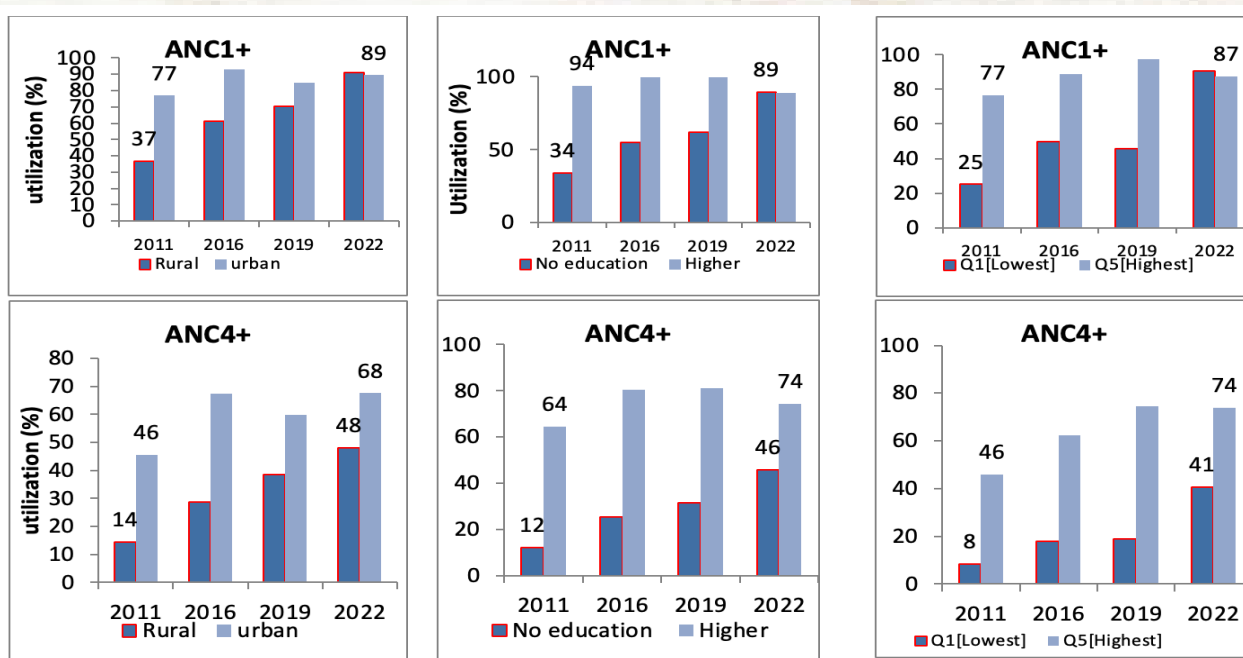 ANC1+
utilization (%)
100
90
80
70
60
50
40
30
20
10
0
37
77
89
2011 2016 2019 2022
Rural urban
ANC1+
Utilization (%)
100
50
0
34
94
89
2011 2016 2019 2022
No education Higher
ANC1+
100
80
60
40
20
0
25
77
87
2011 2016 2019 2022
Q1[Lowest] Q5[Highest]
ANC4+
utilization (%)
80
70
60
50
40
30
20
10
0
14
46
48
68
2011 2016 2019 2022
Rural urban
ANC4+
100
80
60
40
20
0
12
64
46
74
2011 2016 2019 2022
No education Higher
ANC4+
100
80
60
40
20
0
8
46
41
74
2011 2016 2019 2022
Q1[Lowest] Q5[Highest]